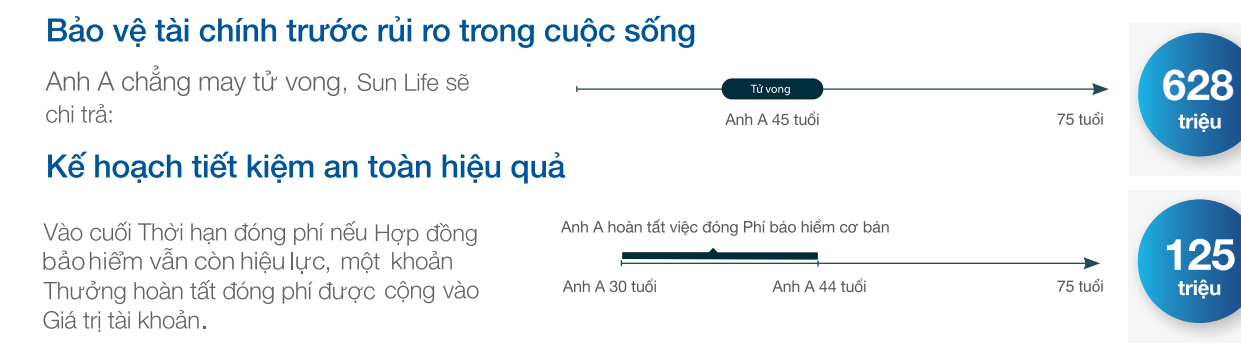 Bảo vệ tài chính trước rủi ro trong cuộc sống
Anh A chẳng may tử vong, Sun Life sẽ
chi trả:
Tử vong
Anh A 45 tuổi
75 tuổi
628
triệu
Kế hoạch tiết kiệm an toàn hiệu quả
Vào cuối Thời hạn đóng phí nếu Hợp đồng
bảo hiểm vẫn còn hiệu lực, một khoản
Thưởng hoàn tất đóng phí được cộng vào
Giá trị tài khoản.
Anh A hoàn tất việc đóng Phí bảo hiểm cơ bản
Anh A 30 tuổi
Anh A 44 tuổi
75 tuổi
125
triệu